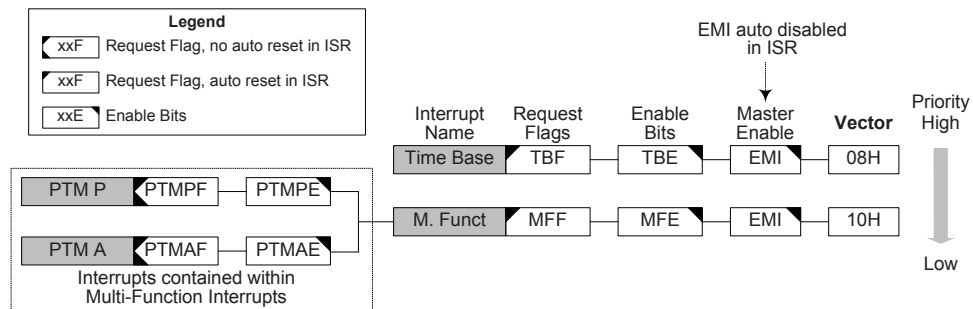 Legend
xxF Request Flag, no auto reset in ISR
xxF Request Flag, auto reset in ISR
xxE Enable Bits
EMI auto disabled
in ISR
Interrupt Name Request Flags Enable Bits Master Enable Vector Priority High
Time Base TBF TBE EMI 08H
PTM P PTMPF PTMPE
M. Funct MFF MFE EMI 10H
PTM A PTMAF PTMAE
Low
Interrupts contained within
Multi-Function Interrupts